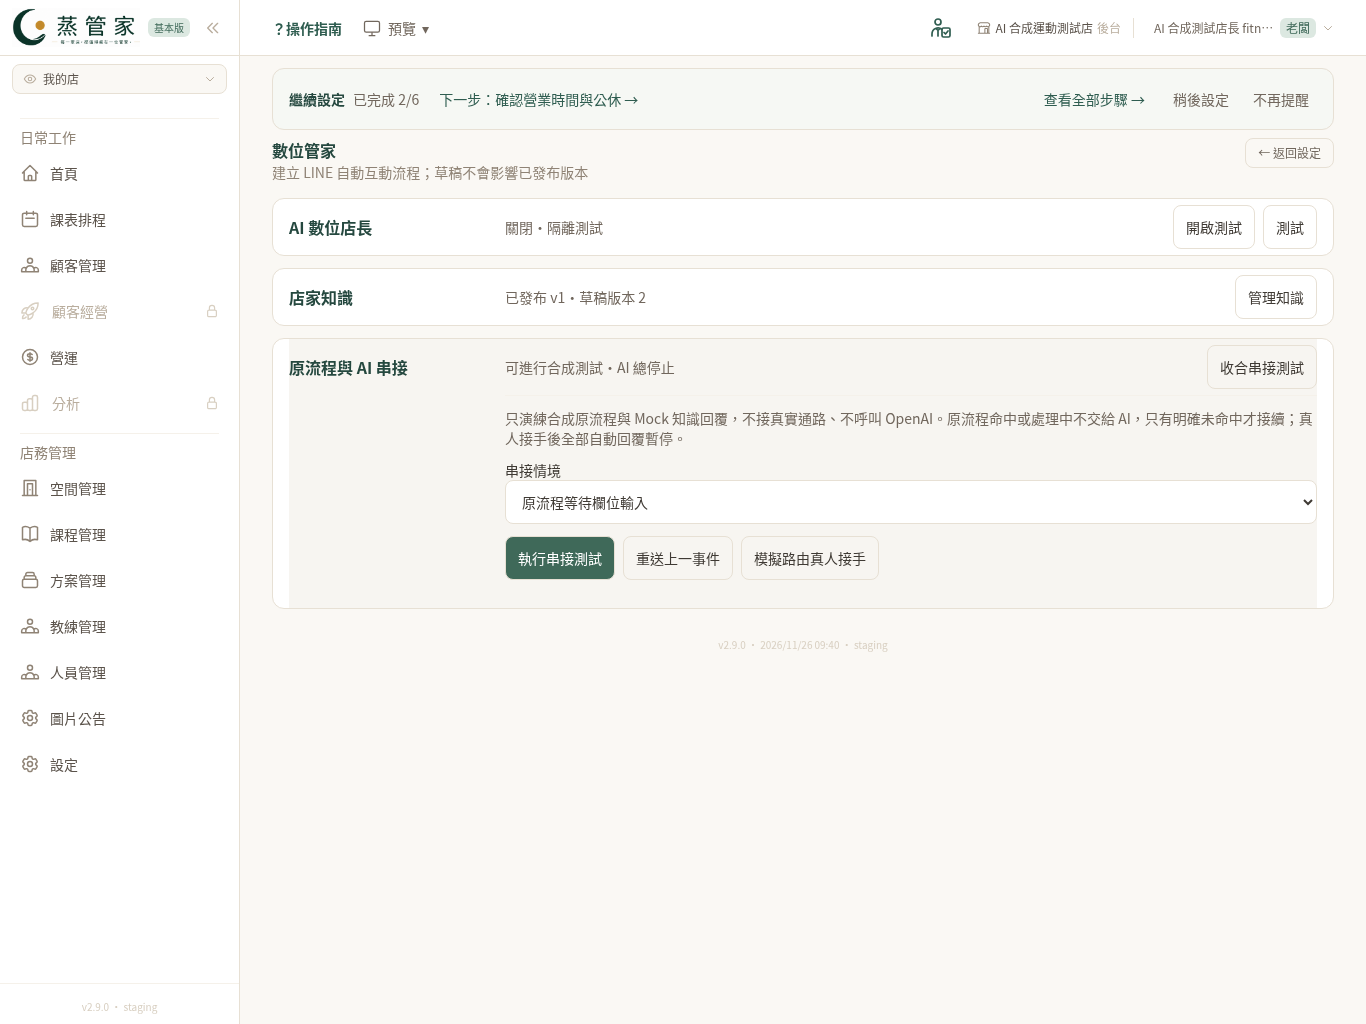 蒸管家
基本版
我的店
日常工作
首頁
課表排程
顧客管理
顧客經營
營運
分析
店務管理
空間管理
課程管理
方案管理
教練管理
人員管理
圖片公告
設定
v2.9.0 · staging
？操作指南
預覽 ▾
AI 合成運動測試店 後台
AI 合成測試店長 fitn…
老闆
繼續設定 已完成 2/6 下一步：確認營業時間與公休 →
查看全部步驟 →
稍後設定
不再提醒
數位管家
建立 LINE 自動互動流程；草稿不會影響已發布版本
← 返回設定
AI 數位店長
關閉・隔離測試
開啟測試
測試
店家知識
已發布 v1・草稿版本 2
管理知識
原流程與 AI 串接
可進行合成測試・AI 總停止
收合串接測試
只演練合成原流程與 Mock 知識回覆，不接真實通路、不呼叫 OpenAI。原流程命中或處理中不交給 AI，只有明確未命中才接續；真
人接手後全部自動回覆暫停。
串接情境
原流程等待欄位輸入
執行串接測試
重送上一事件
模擬路由真人接手
v2.9.0 · 2026/11/26 09:40 · staging